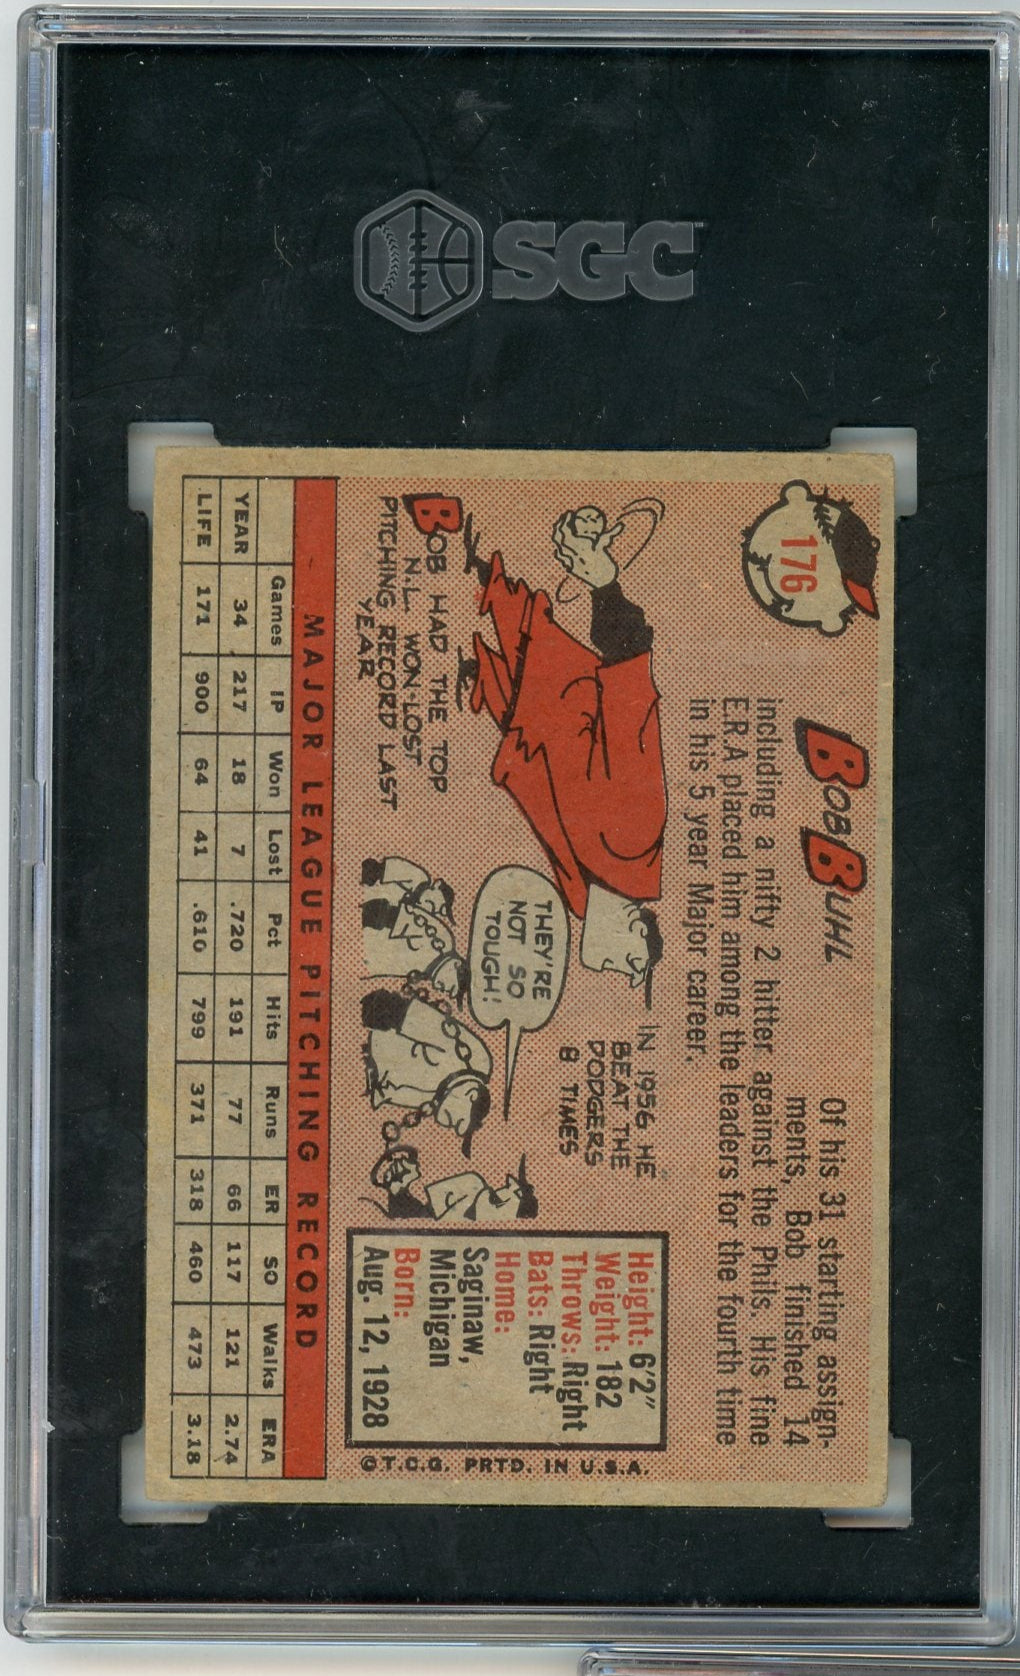 SGC
176
BOB BUHL
Of his 31 starting assign-
ments, Bob finished 14
including a nifty 2 hitter against the Phils. His fine
ERA placed him among the leaders for the fourth time
in his 5 year Major career.
BOB HAD THE TOP
N.L. WON-LOST
PITCHING RECORD LAST
YEAR
IN 1956 HE
BEAT THE
DODGERS
8 TIMES
THEY'RE
NOT SO
TOUGH!
Height: 6'2"
Weight: 182
Throws: Right
Bats: Right
Home:
Saginaw,
Michigan
Born:
Aug. 12, 1928
©T.C.G. PRTD. IN U.S.A.
MAJOR LEAGUE PITCHING RECORD
Games IP Won Lost Pct Hits Runs ER SO Walks ERA
YEAR 34 217 18 7 .720 191 77 66 117 121 2.74
LIFE 171 900 64 41 .610 799 371 318 460 473 3.18